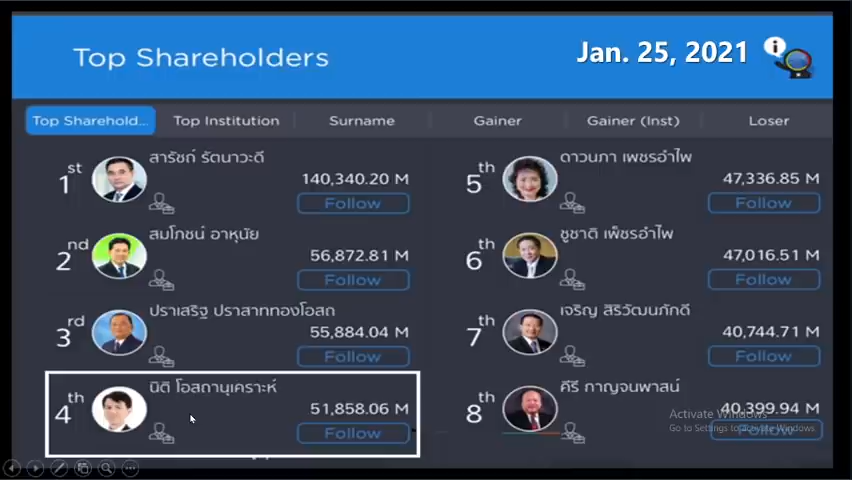 Top Shareholders
Jan. 25, 2021
Top Sharehold... Top Institution Surname Gainer Gainer (Inst) Loser
1st
สารัชถ์ รัตนาวะดี
140,340.20 M
Follow
2nd
สมโภชน์ อาหุนัย
56,872.81 M
Follow
3rd
ปราเสริฐ ปราสาททองโอสถ
55,884.04 M
Follow
4th
นิติ โอสถานุเคราะห์
51,858.06 M
Follow
5th
ดาวนภา เพชรอำไพ
47,336.85 M
Follow
6th
ชูชาติ เพ็ชรอำไพ
47,016.51 M
Follow
7th
เจริญ สิริวัฒนภักดี
40,744.71 M
Follow
8th
คีรี กาญจนพาสน์
40,399.94 M
Follow
Activate Windows
Go to Settings to activate Windows.